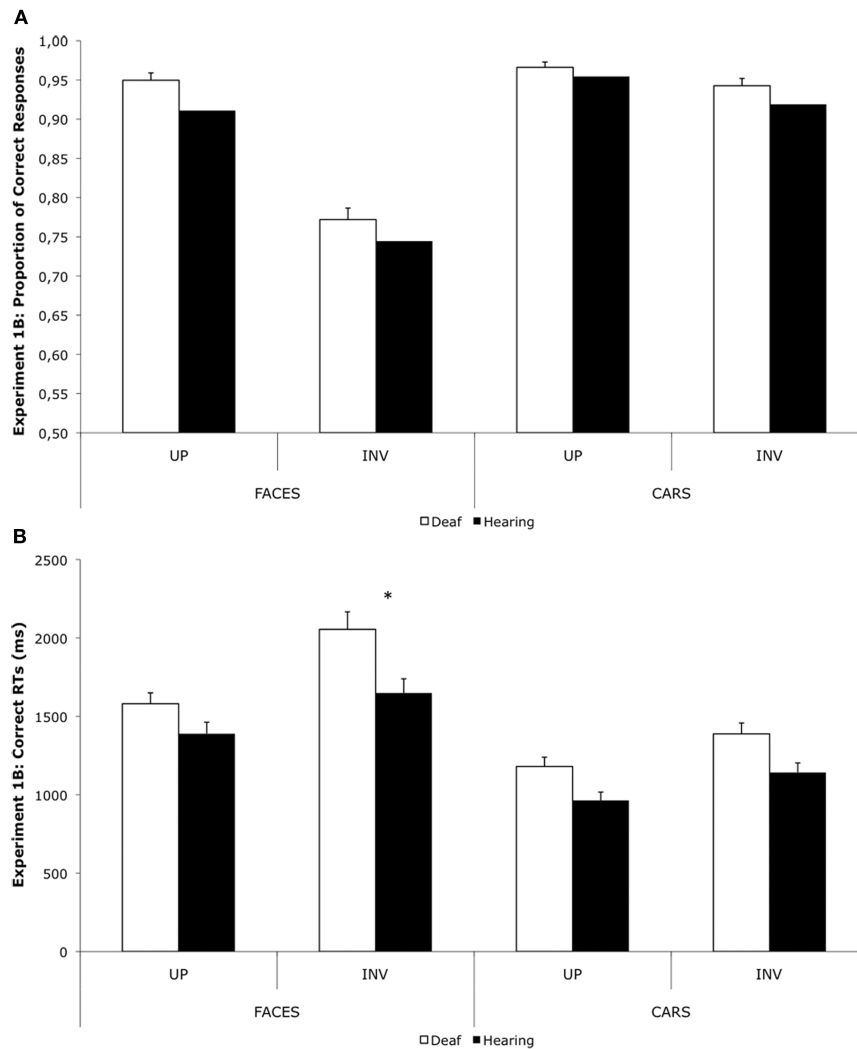 A
Experiment 1B: Proportion of Correct Responses
1,00
0,95
0,90
0,85
0,80
0,75
0,70
0,65
0,60
0,55
0,50
UP INV UP INV
FACES CARS
Deaf Hearing
B
Experiment 1B: Correct RTs (ms)
2500
2000
1500
1000
500
0
*
UP INV UP INV
FACES CARS
Deaf Hearing